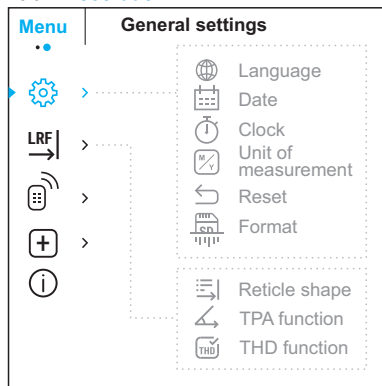 Menu
General settings
Language
Date
Clock
M/Y
Unit of
measurement
Reset
SD
Format
LRF
Reticle shape
TPA function
THD
THD function
i